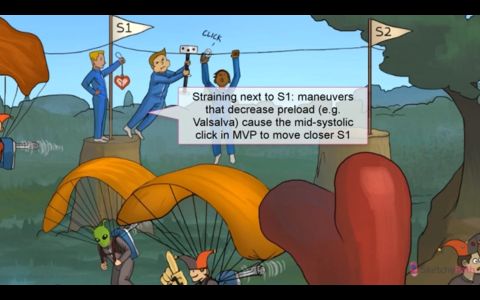 S1
S2
CLICK
Straining next to S1: maneuvers
that decrease preload (e.g.
Valsalva) cause the mid-systolic
click in MVP to move closer S1